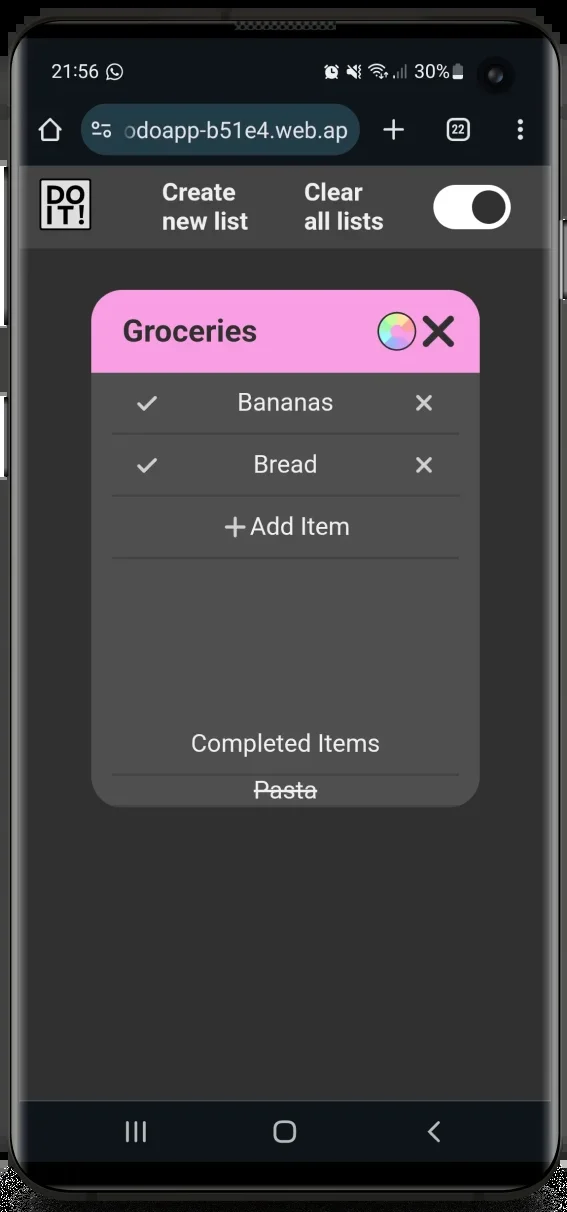 21:56
30%
odoapp-b51e4.web.ap
22
DO
IT!
Create
new list
Clear
all lists
Groceries
Bananas
Bread
Add Item
Completed Items
Pasta